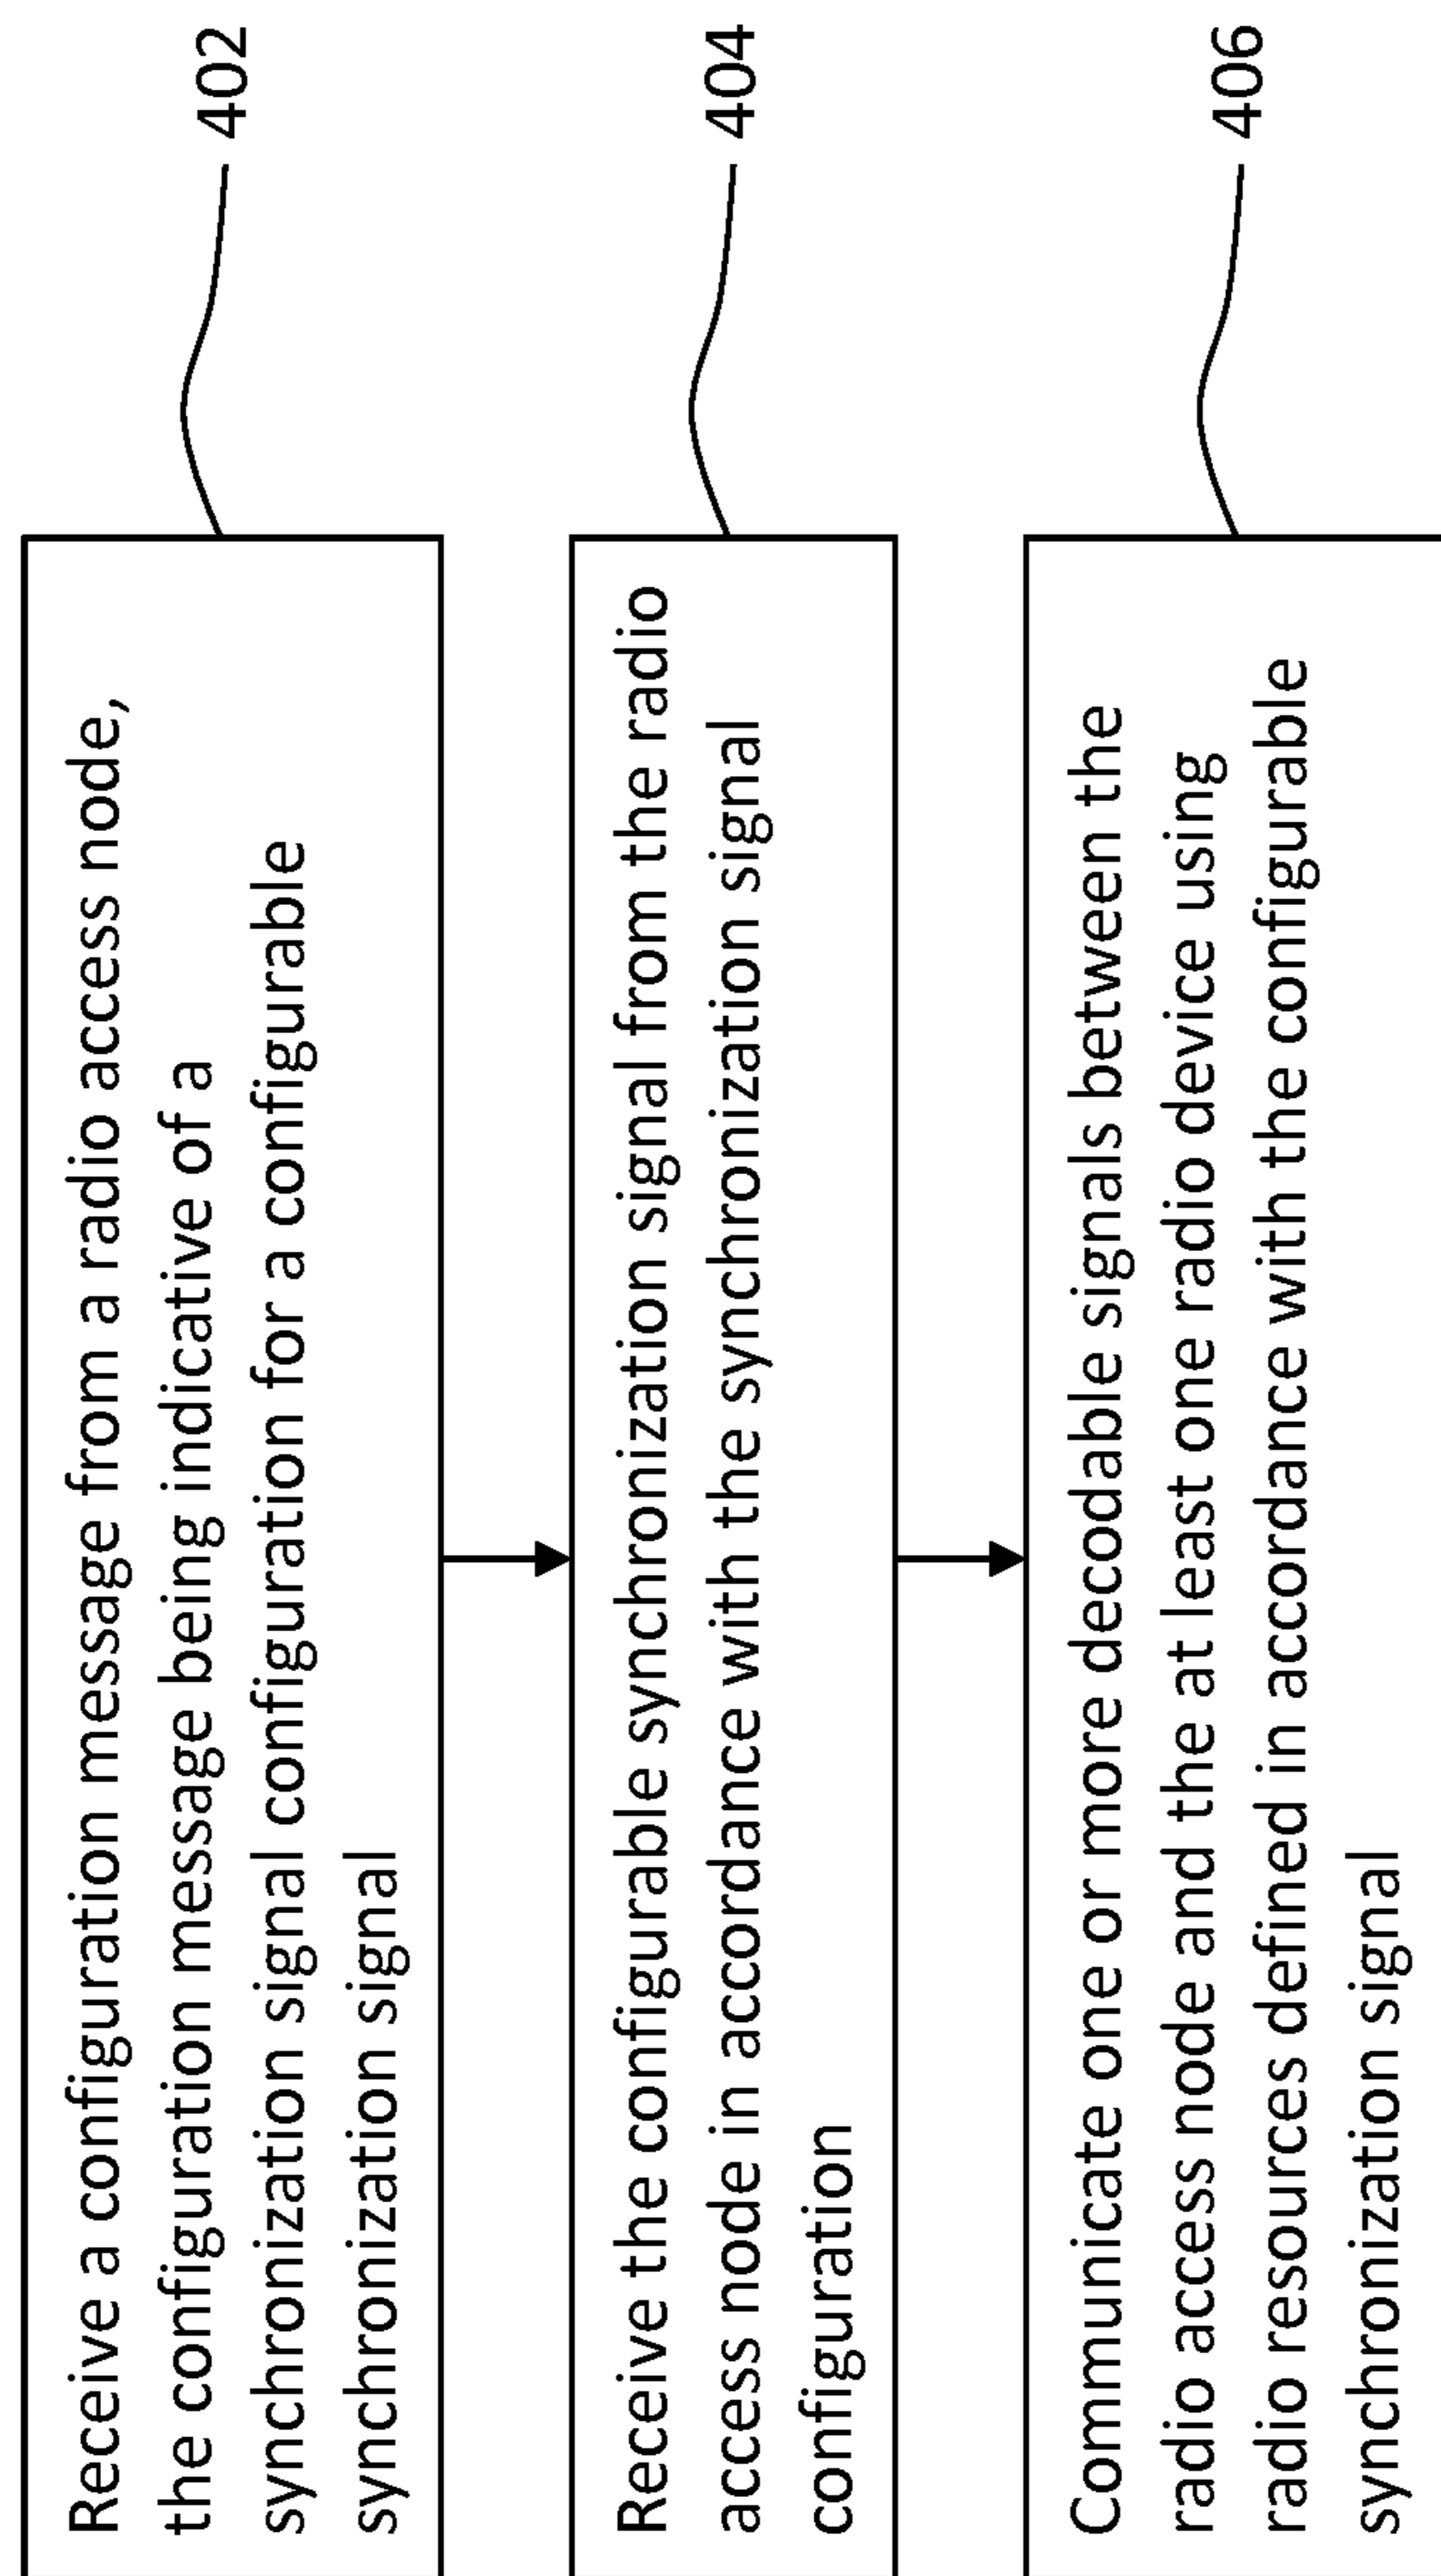 Receive a configuration message from a radio access node,
the configuration message being indicative of a
synchronization signal configuration for a configurable
synchronization signal
402
Receive the configurable synchronization signal from the radio
access node in accordance with the synchronization signal
configuration
404
Communicate one or more decodable signals between the
radio access node and the at least one radio device using
radio resources defined in accordance with the configurable
synchronization signal
406